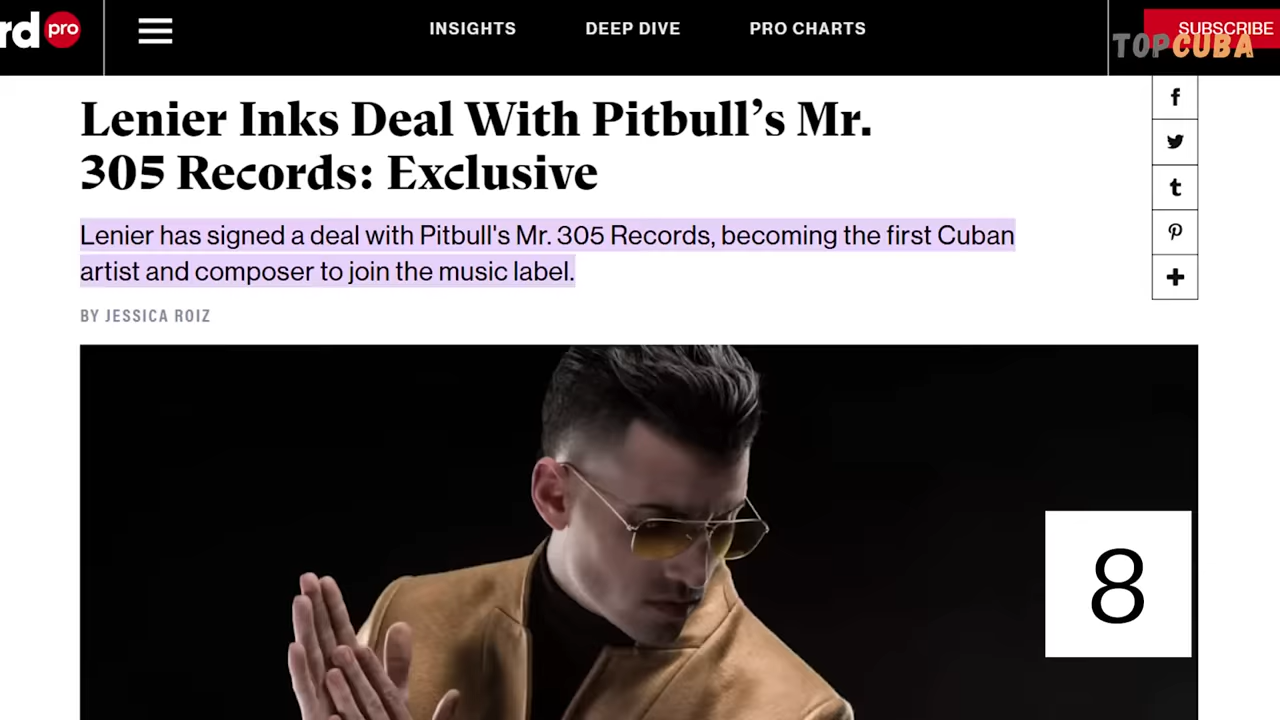 rd pro
INSIGHTS DEEP DIVE PRO CHARTS
SUBSCRIBE
TOPCUBA
Lenier Inks Deal With Pitbull’s Mr.
305 Records: Exclusive
Lenier has signed a deal with Pitbull's Mr. 305 Records, becoming the first Cuban
artist and composer to join the music label.
BY JESSICA ROIZ
8